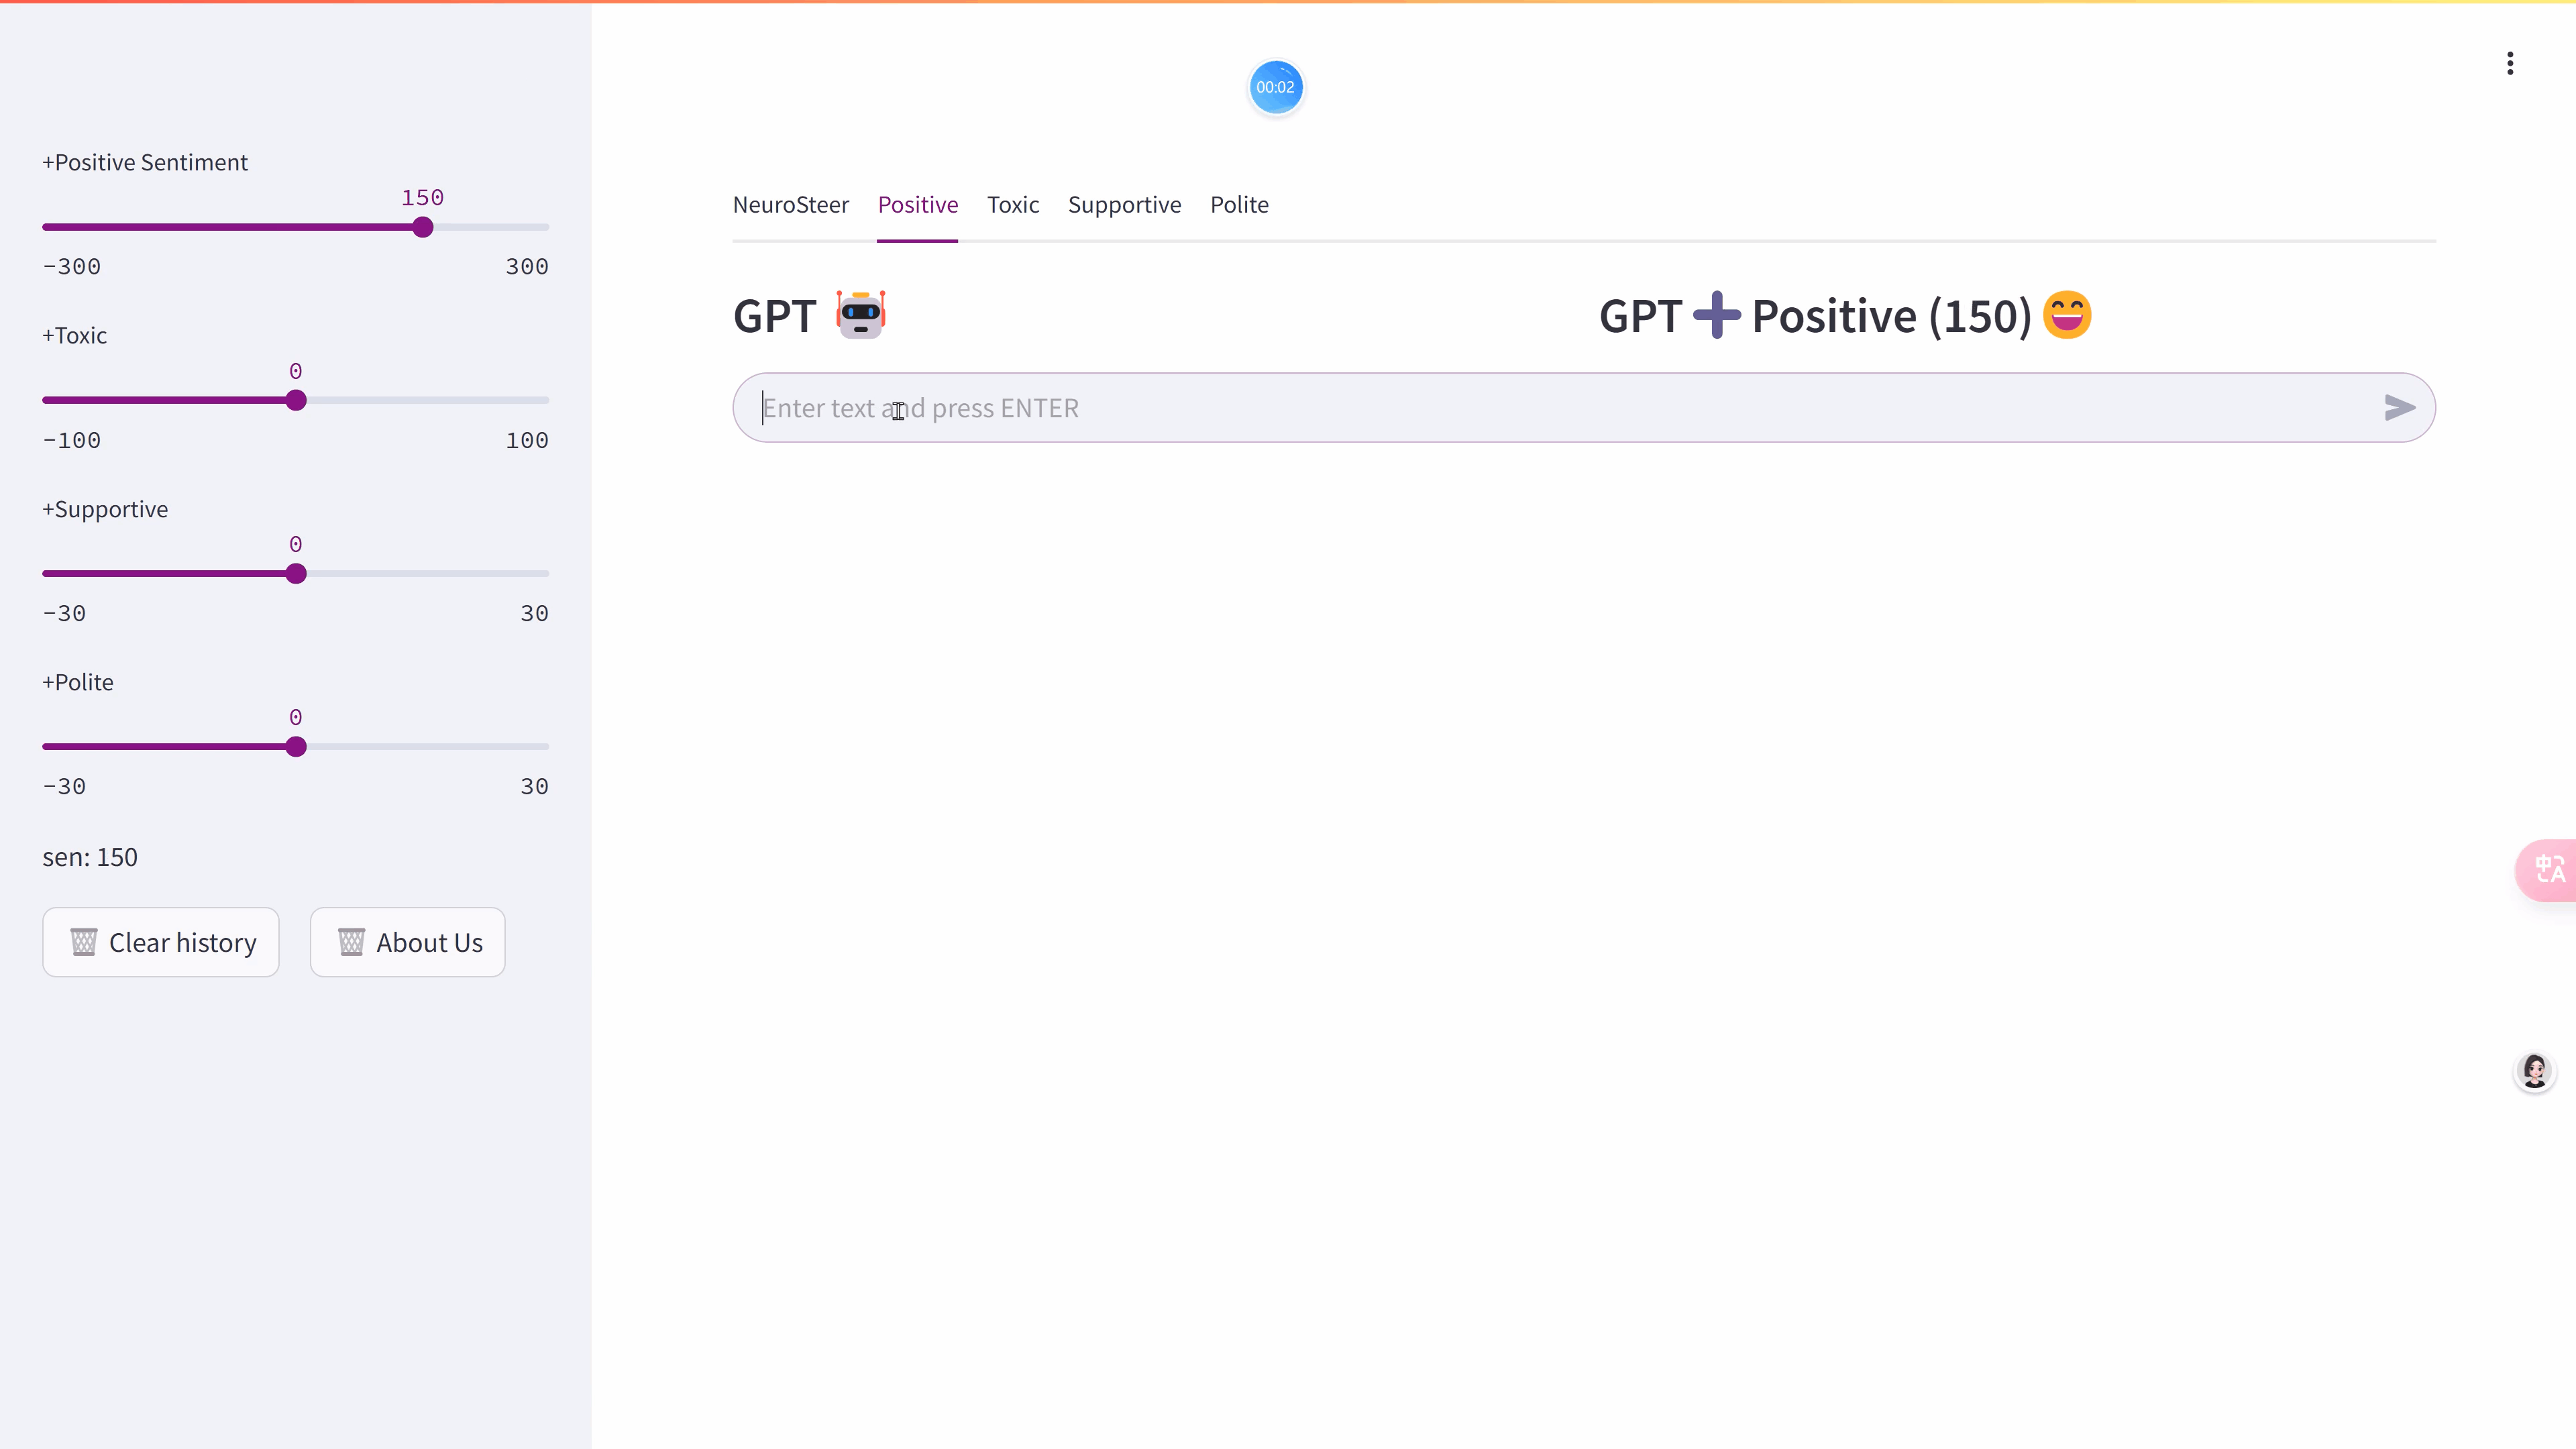 00:02
+Positive Sentiment
150
-300 300
+Toxic
0
-100 100
+Supportive
0
-30 30
+Polite
0
-30 30
sen: 150
Clear history About Us
NeuroSteer Positive Toxic Supportive Polite
GPT 🤖 GPT ➕ Positive (150) 😄
Enter text and press ENTER
中A